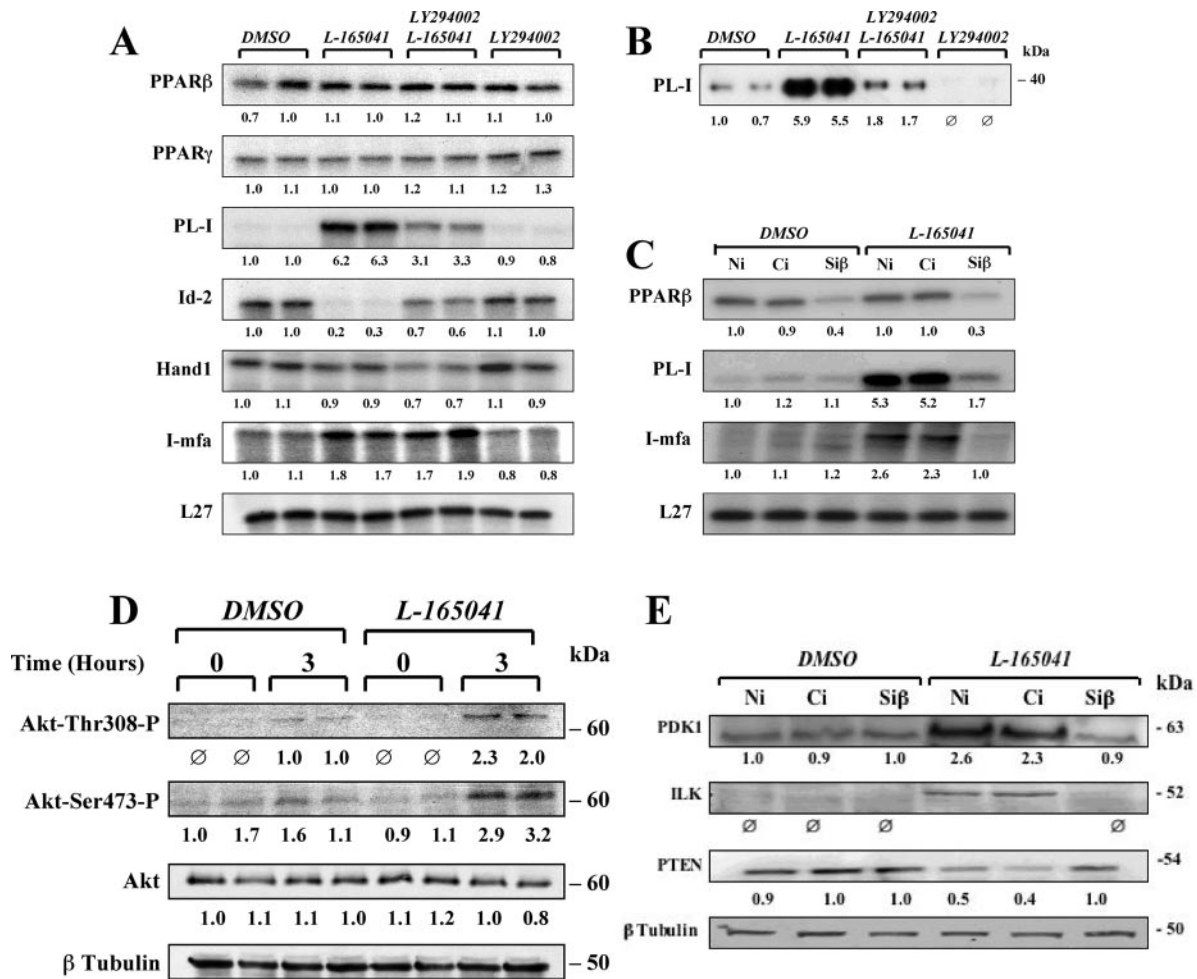 A
LY294002
DMSO L-165041 L-165041 LY294002
PPARβ
0.7 1.0 1.1 1.0 1.2 1.1 1.1 1.0
PPARγ
1.0 1.1 1.0 1.0 1.2 1.1 1.2 1.3
PL-I
1.0 1.0 6.2 6.3 3.1 3.3 0.9 0.8
Id-2
1.0 1.0 0.2 0.3 0.7 0.6 1.1 1.0
Hand1
1.0 1.1 0.9 0.9 0.7 0.7 1.1 0.9
I-mfa
1.0 1.1 1.8 1.7 1.7 1.9 0.8 0.8
L27
B
LY294002
DMSO L-165041 L-165041 LY294002 kDa
PL-I – 40
1.0 0.7 5.9 5.5 1.8 1.7 ∅ ∅
C
DMSO L-165041
Ni Ci Siβ Ni Ci Siβ
PPARβ
1.0 0.9 0.4 1.0 1.0 0.3
PL-I
1.0 1.2 1.1 5.3 5.2 1.7
I-mfa
1.0 1.1 1.2 2.6 2.3 1.0
L27
D
DMSO L-165041
Time (Hours) 0 3 0 3 kDa
Akt-Thr308-P – 60
∅ ∅ 1.0 1.0 ∅ ∅ 2.3 2.0
Akt-Ser473-P – 60
1.0 1.7 1.6 1.1 0.9 1.1 2.9 3.2
Akt – 60
1.0 1.1 1.1 1.0 1.1 1.2 1.0 0.8
β Tubulin – 50
E
DMSO L-165041
Ni Ci Siβ Ni Ci Siβ kDa
PDK1 - 63
1.0 0.9 1.0 2.6 2.3 0.9
ILK - 52
∅ ∅ ∅ ∅
PTEN -54
0.9 1.0 1.0 0.5 0.4 1.0
β Tubulin - 50